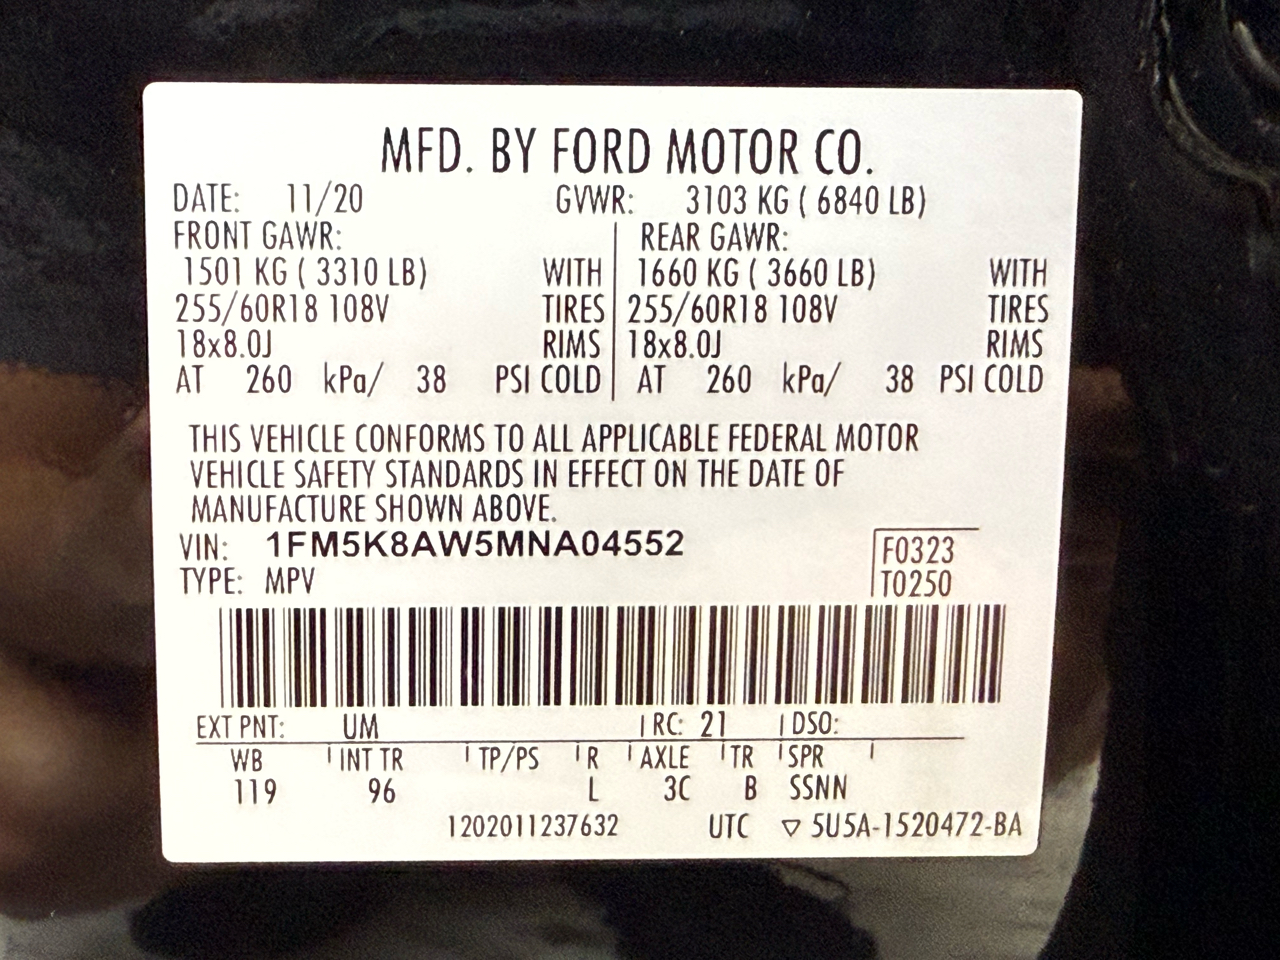 MFD. BY FORD MOTOR CO.
DATE: 11/20 GVWR: 3103 KG ( 6840 LB)
FRONT GAWR: REAR GAWR:
1501 KG ( 3310 LB) WITH 1660 KG ( 3660 LB) WITH
255/60R18 108V TIRES 255/60R18 108V TIRES
18x8.0J RIMS 18x8.0J RIMS
AT 260 kPa/ 38 PSI COLD AT 260 kPa/ 38 PSI COLD
THIS VEHICLE CONFORMS TO ALL APPLICABLE FEDERAL MOTOR
VEHICLE SAFETY STANDARDS IN EFFECT ON THE DATE OF
MANUFACTURE SHOWN ABOVE.
VIN: 1FM5K8AW5MNA04552 F0323
TYPE: MPV T0250
EXT PNT: UM RC: 21 DSO:
WB INT TR TP/PS R AXLE TR SPR
119 96 L 3C B SSNN
1202011237632 UTC ▽ 5U5A-1520472-BA